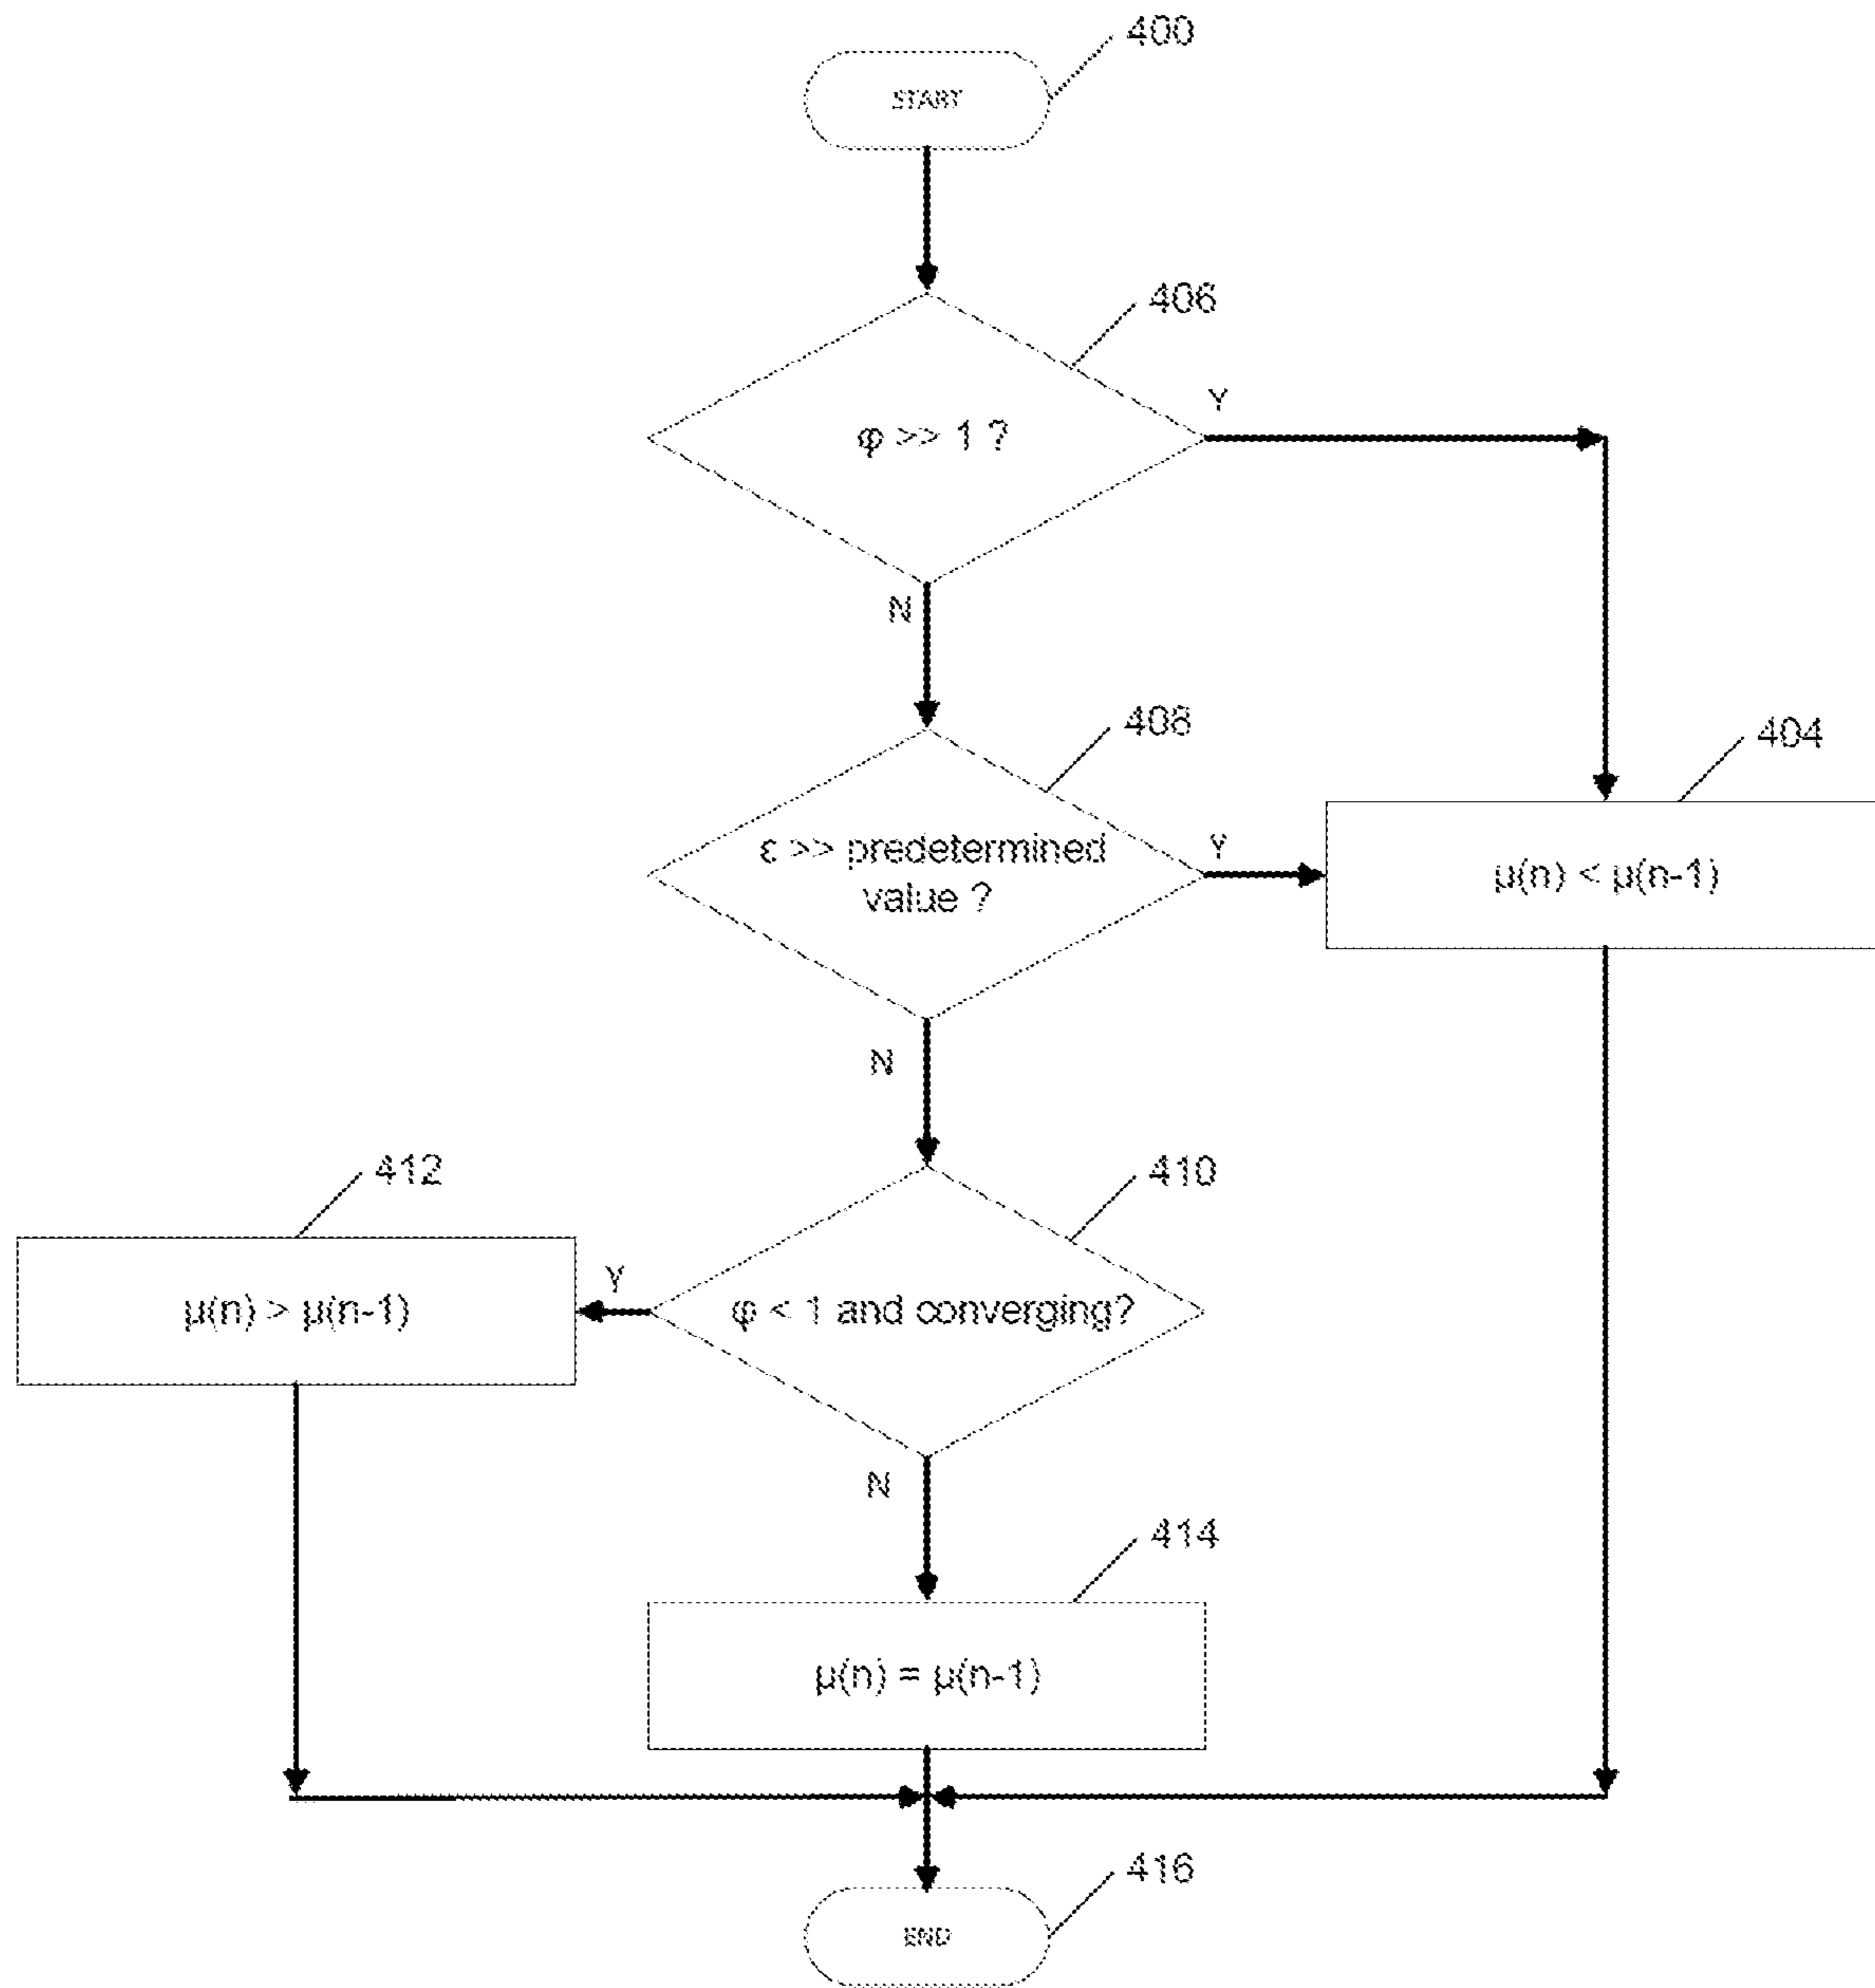 400
START
406
φ >> 1 ?
Y
N
408
404
ε >> predetermined
value ?
Y
μ(n) < μ(n-1)
N
412
410
μ(n) > μ(n-1)
Y
φ < 1 and converging?
N
414
μ(n) = μ(n-1)
416
END